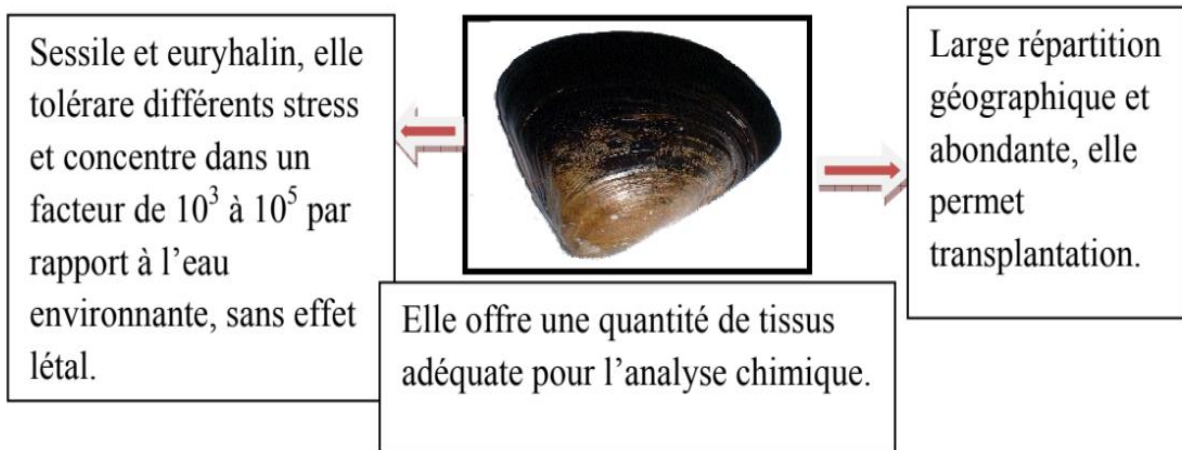 Sessile et euryhalin, elle
tolérare différents stress
et concentre dans un
facteur de 10³ à 10⁵ par
rapport à l’eau
environnante, sans effet
létal.
Elle offre une quantité de tissus
adéquate pour l’analyse chimique.
Large répartition
géographique et
abondante, elle
permet
transplantation.